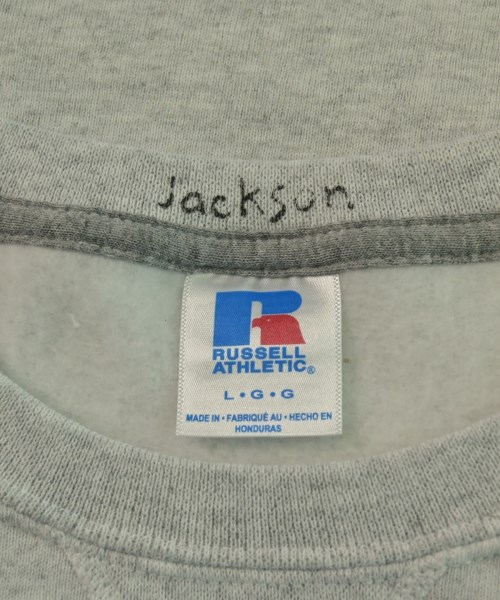 Jackson
RUSSELL
ATHLETIC®
L•G•G
MADE IN • FABRIQUÉ AU • HECHO EN
HONDURAS